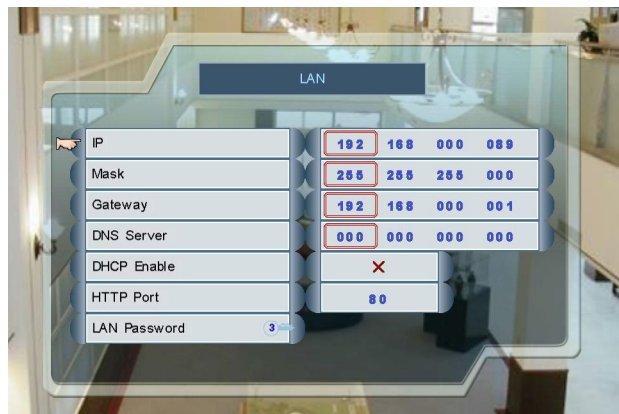 LAN
IP 192 168 000 089
Mask 255 255 255 000
Gateway 192 168 000 001
DNS Server 000 000 000 000
DHCP Enable
HTTP Port 80
LAN Password 3